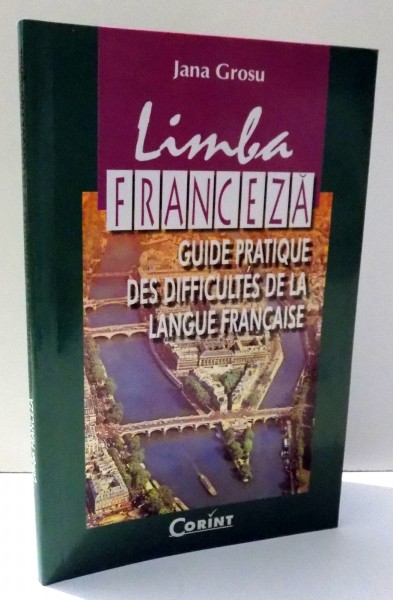 Jana Grosu
Limba
FRANCEZĂ
GUIDE PRATIQUE
DES DIFFICULTÉS DE LA
LANGUE FRANÇAISE
CORINT